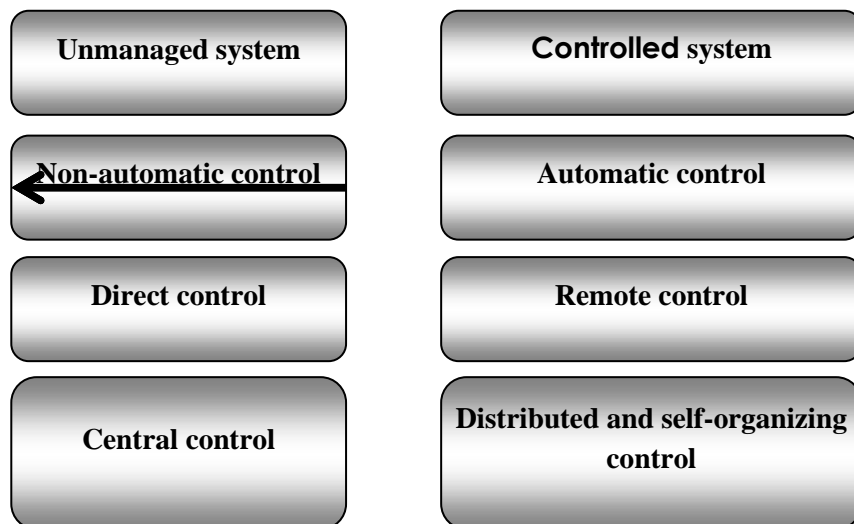 Unmanaged system
Controlled system
Non-automatic control
Automatic control
Direct control
Remote control
Central control
Distributed and self-organizing
control